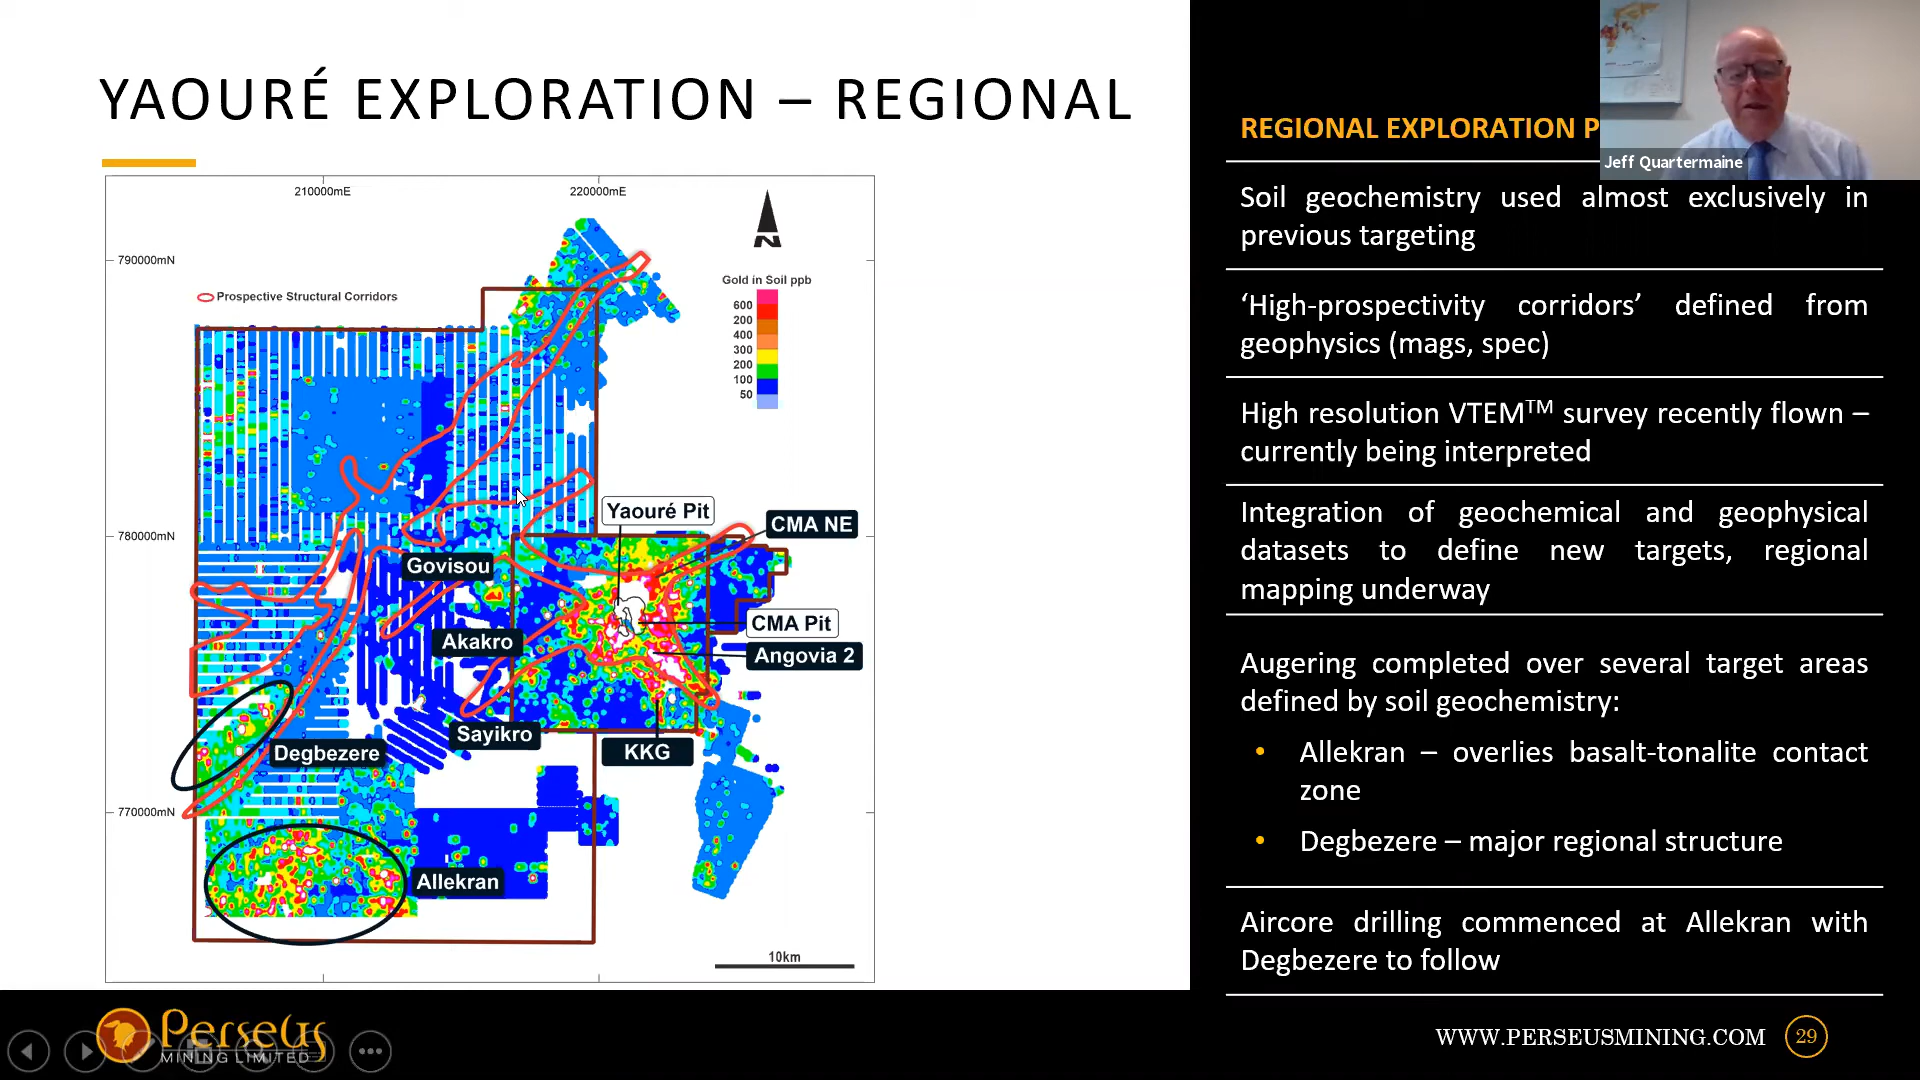 YAOURÉ EXPLORATION – REGIONAL
210000mE
220000mE
790000mN
780000mN
770000mN
N
Prospective Structural Corridors
Gold in Soil ppb
600
200
400
300
200
100
50
Yaouré Pit
CMA NE
Govisou
CMA Pit
Akakro
Angovia 2
Sayikro
KKG
Degbezere
Allekran
10km
REGIONAL EXPLORATION P
Jeff Quartermaine
Soil geochemistry used almost exclusively in
previous targeting
‘High-prospectivity corridors’ defined from
geophysics (mags, spec)
High resolution VTEM™ survey recently flown –
currently being interpreted
Integration of geochemical and geophysical
datasets to define new targets, regional
mapping underway
Augering completed over several target areas
defined by soil geochemistry:
• Allekran – overlies basalt-tonalite contact
zone
• Degbezere – major regional structure
Aircore drilling commenced at Allekran with
Degbezere to follow
Perseus
MINING LIMITED
WWW.PERSEUSMINING.COM
29